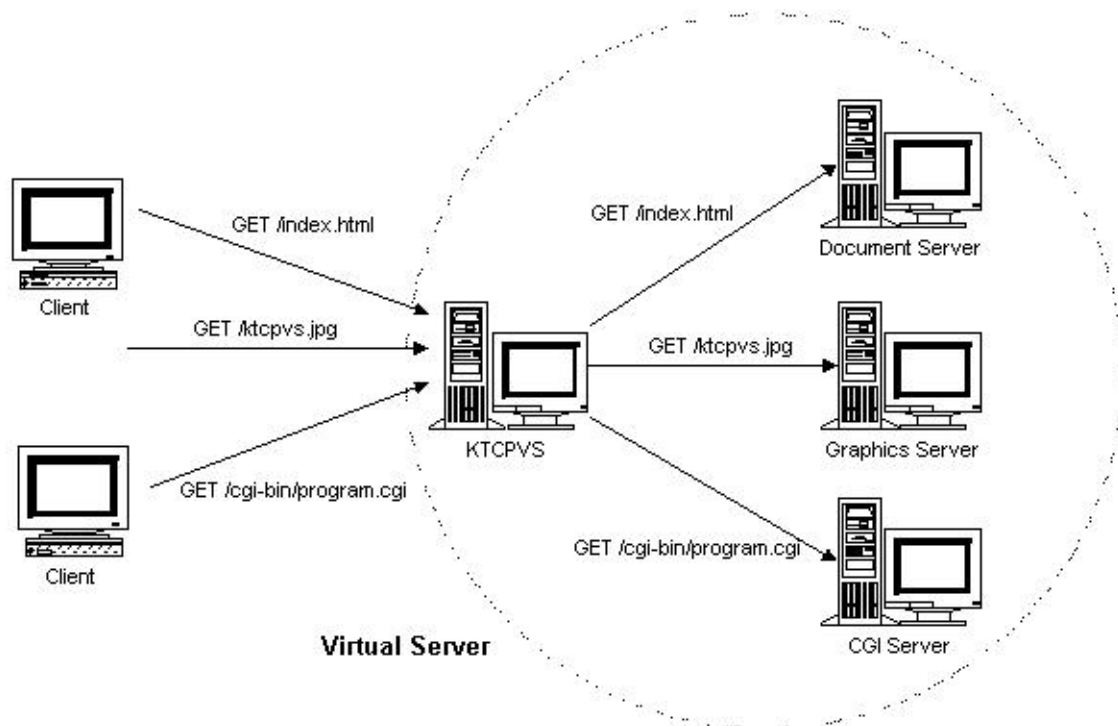 GET /index.html
GET /index.html
Document Server
Client
GET /ktcpvs.jpg
GET /ktcpvs.jpg
KTCPVS
Graphics Server
GET /cgi-bin/program.cgi
GET /cgi-bin/program.cgi
Client
Virtual Server
CGI Server